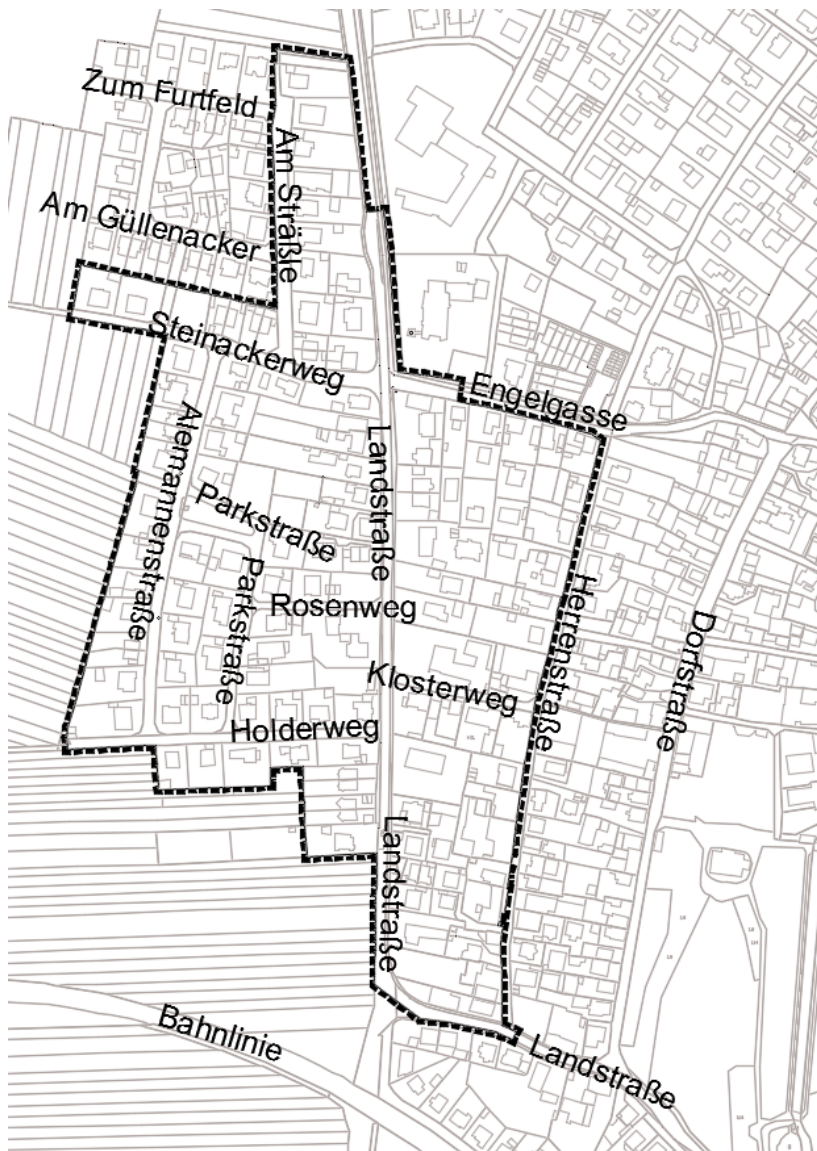 Zum Furtfeld
Am Sträßle
Am Güllenacker
Steinackerweg
Engelgasse
Alemannenstraße
Landstraße
Parkstraße
Parkstraße
Rosenweg
Herrenstraße
Dorfstraße
Klosterweg
Holderweg
Landstraße
Bahnlinie
Landstraße